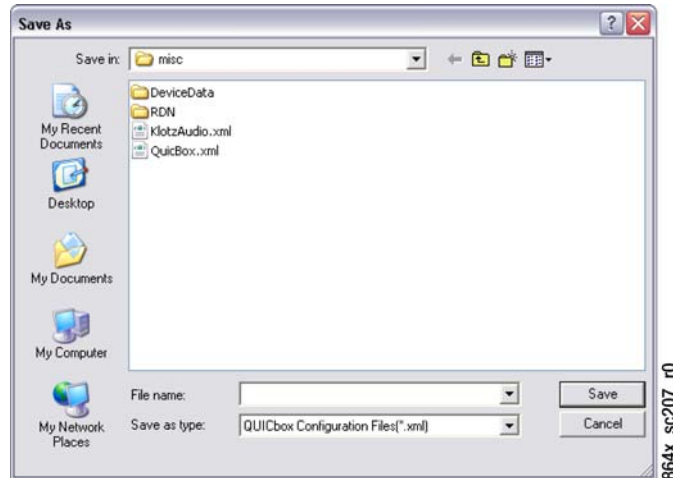 Save As
Save in:
misc
My Recent
Documents
Desktop
My Documents
My Computer
My Network
Places
DeviceData
RDN
KlotzAudio.xml
QuicBox.xml
File name:
Save
Save as type:
QUICbox Configuration Files(*.xml)
Cancel
864x_sc207_r0